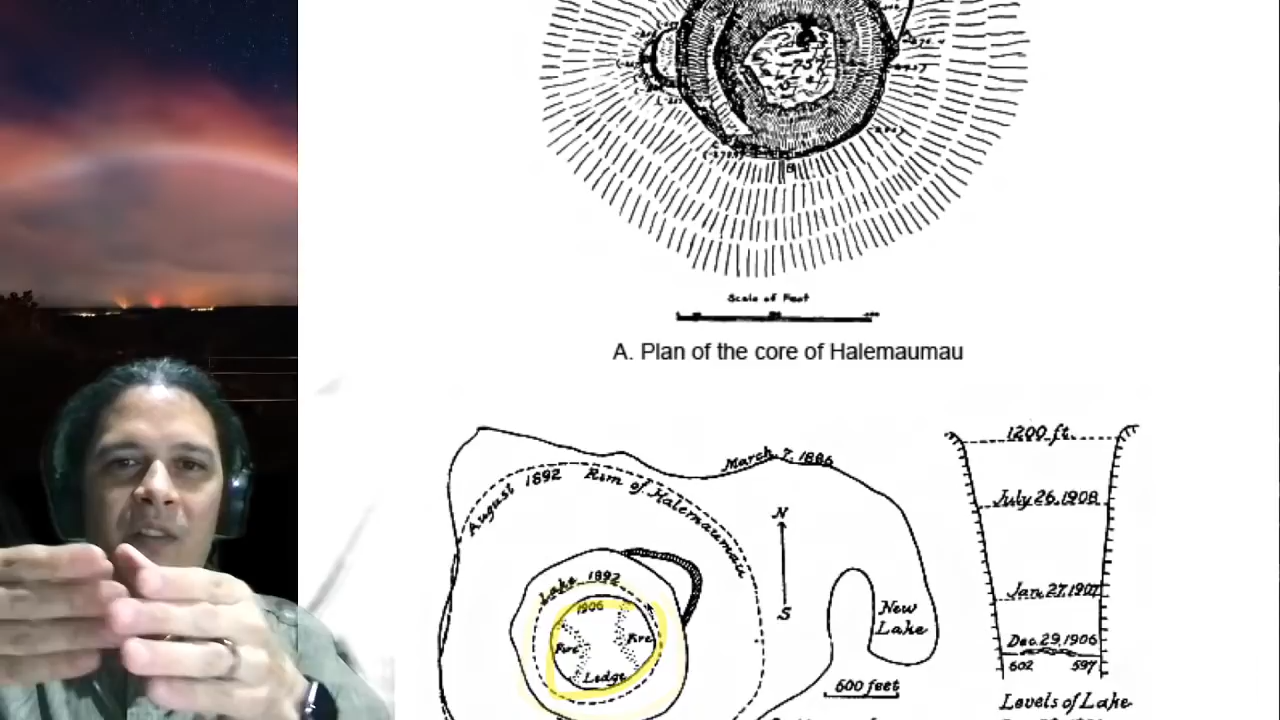 Scale of Feet
A. Plan of the core of Halemaumau
March 7, 1886
August 1892 Rim of Halemaumau
N
S
Lake 1892
1906
Fire
Fire
Ledge
New
Lake
600 feet
1200 ft.
July 26, 1908
Jan. 27, 1907
Dec. 29, 1906
602 597
Levels of Lake